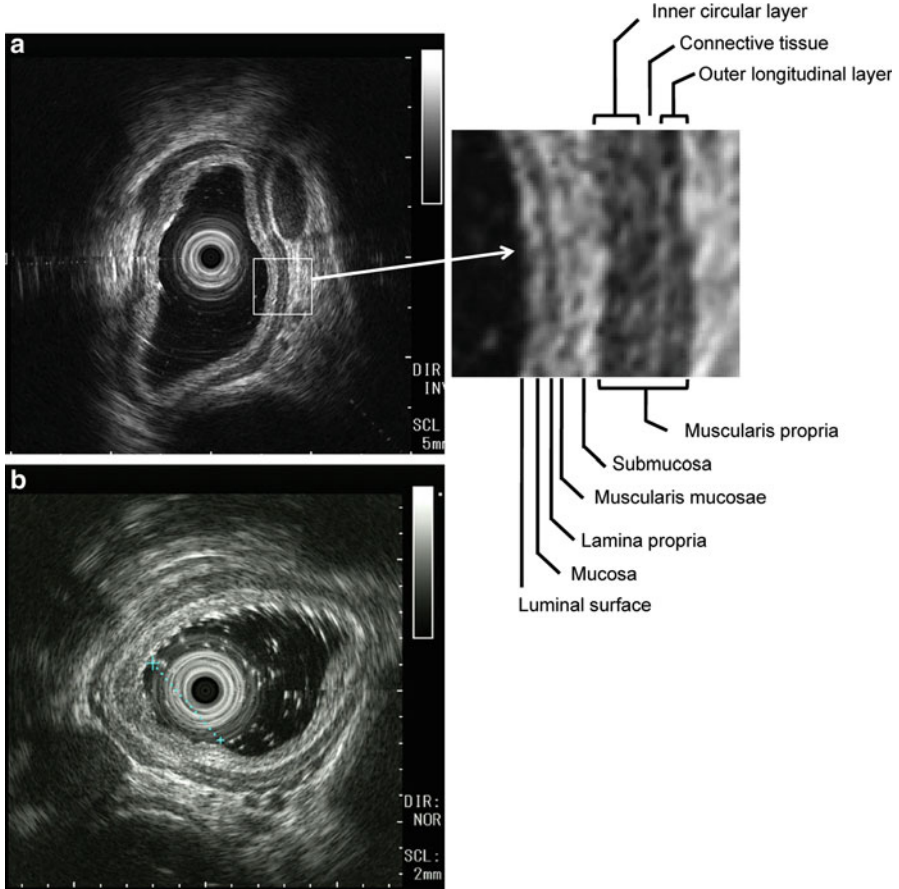 Inner circular layer
Connective tissue
Outer longitudinal layer
a
DIR
INV
SCL
5mm
Muscularis propria
Submucosa
Muscularis mucosae
Lamina propria
Mucosa
Luminal surface
b
DIR:
NOR
SCL:
2mm